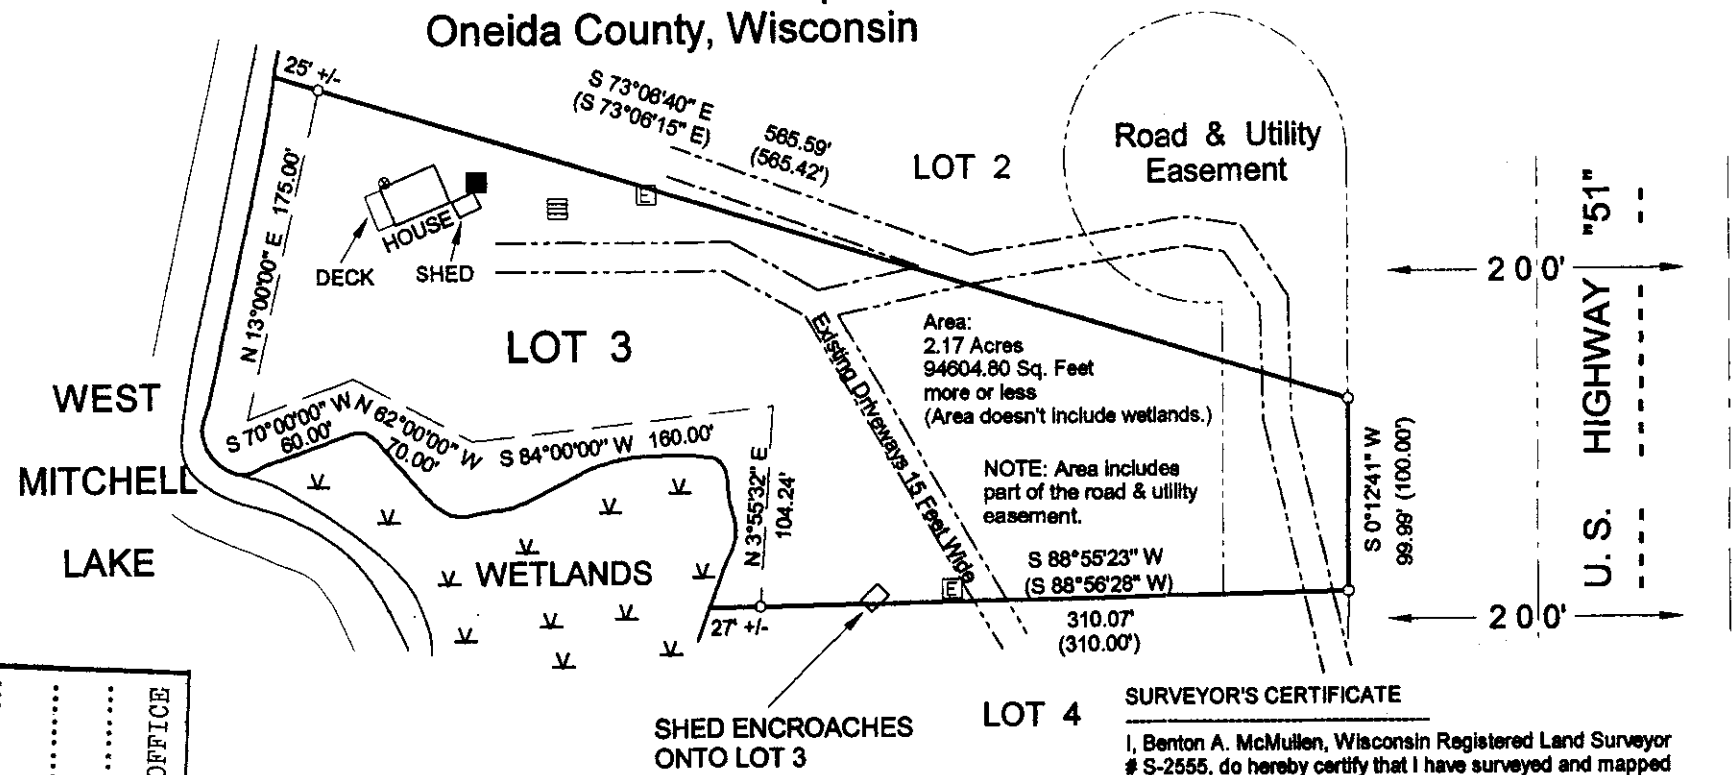 Oneida County, Wisconsin
25' +/-
S 73°06'40" E
(S 73°06'15" E)
565.59'
(565.42')
LOT 2
Road & Utility
Easement
N 13°00'00" E 175.00'
HOUSE
DECK
SHED
E
U.S. HIGHWAY "51"
200'
LOT 3
Existing Driveways 15 Feet Wide
Area:
2.17 Acres
94604.80 Sq. Feet
more or less
(Area doesn't include wetlands.)
WEST
MITCHELL
LAKE
S 70°00'00" W
60.00'
N 62°00'00" W
70.00'
S 84°00'00" W 160.00'
N 3°55'32" E
104.24'
NOTE: Area includes
part of the road & utility
easement.
S 0°12'41" W
99.99' (100.00')
WETLANDS
E
S 88°55'23" W
(S 88°56'28" W)
310.07'
(310.00')
27' +/-
200'
SHED ENCROACHES
ONTO LOT 3
LOT 4
OFFICE
SURVEYOR'S CERTIFICATE
I, Benton A. McMullen, Wisconsin Registered Land Surveyor
# S-2555, do hereby certify that I have surveyed and mapped